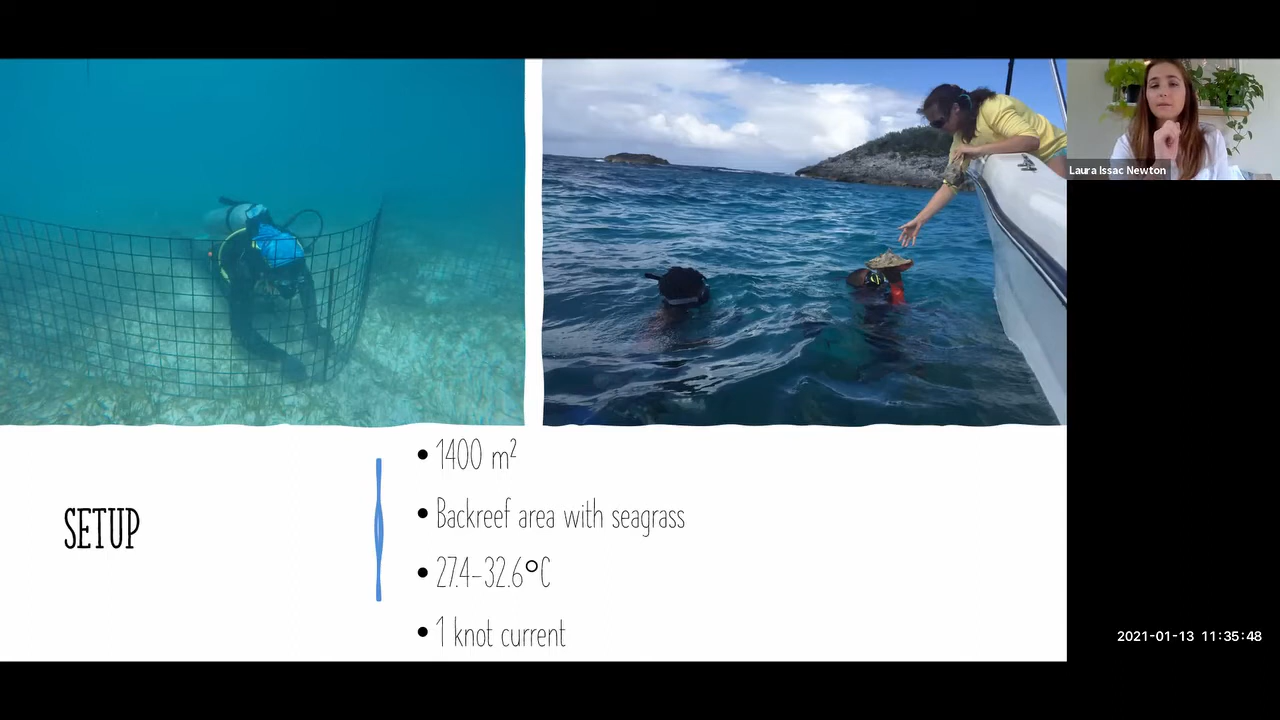 Laura Issac Newton
SETUP
• 1400 m²
• Backreef area with seagrass
• 27.4-32.6°C
• 1 knot current
2021-01-13 11:35:48